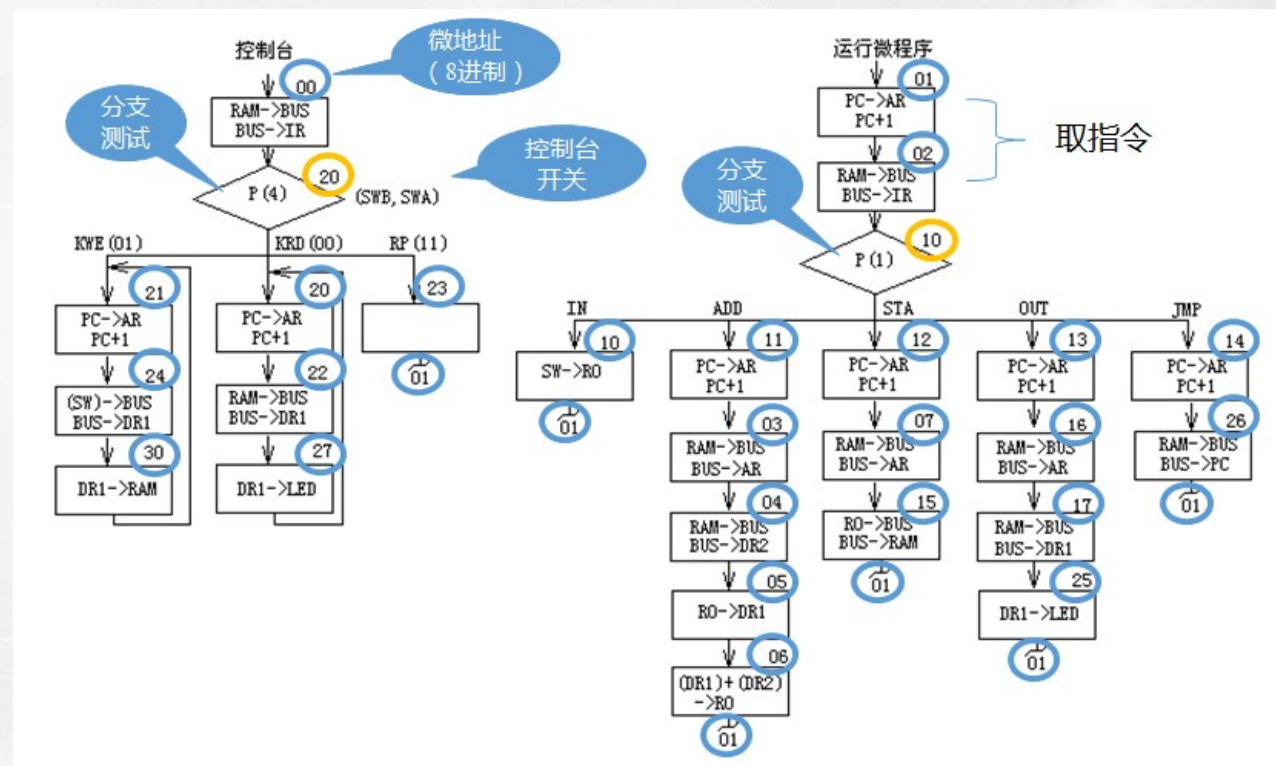 控制台
微地址
（8进制）
00
RAM->BUS
BUS->IR
分支
测试
20
P(4)
(SWB,SWA)
控制台
开关
KWE(01)
KRD(00)
RP(11)
21
PC->AR
PC+1
20
PC->AR
PC+1
23
01
24
(SW)->BUS
BUS->DR1
22
RAM->BUS
BUS->DR1
30
DR1->RAM
27
DR1->LED
运行微程序
01
PC->AR
PC+1
取指令
02
RAM->BUS
BUS->IR
分支
测试
10
P(1)
IN
ADD
STA
OUT
JMP
10
SW->RO
01
11
PC->AR
PC+1
03
RAM->BUS
BUS->AR
04
RAM->BUS
BUS->DR2
05
RO->DR1
06
(DR1)+(DR2)
->RO
01
12
PC->AR
PC+1
07
RAM->BUS
BUS->AR
15
RO->BUS
BUS->RAM
01
13
PC->AR
PC+1
16
RAM->BUS
BUS->AR
17
RAM->BUS
BUS->DR1
25
DR1->LED
01
14
PC->AR
PC+1
26
RAM->BUS
BUS->PC
01